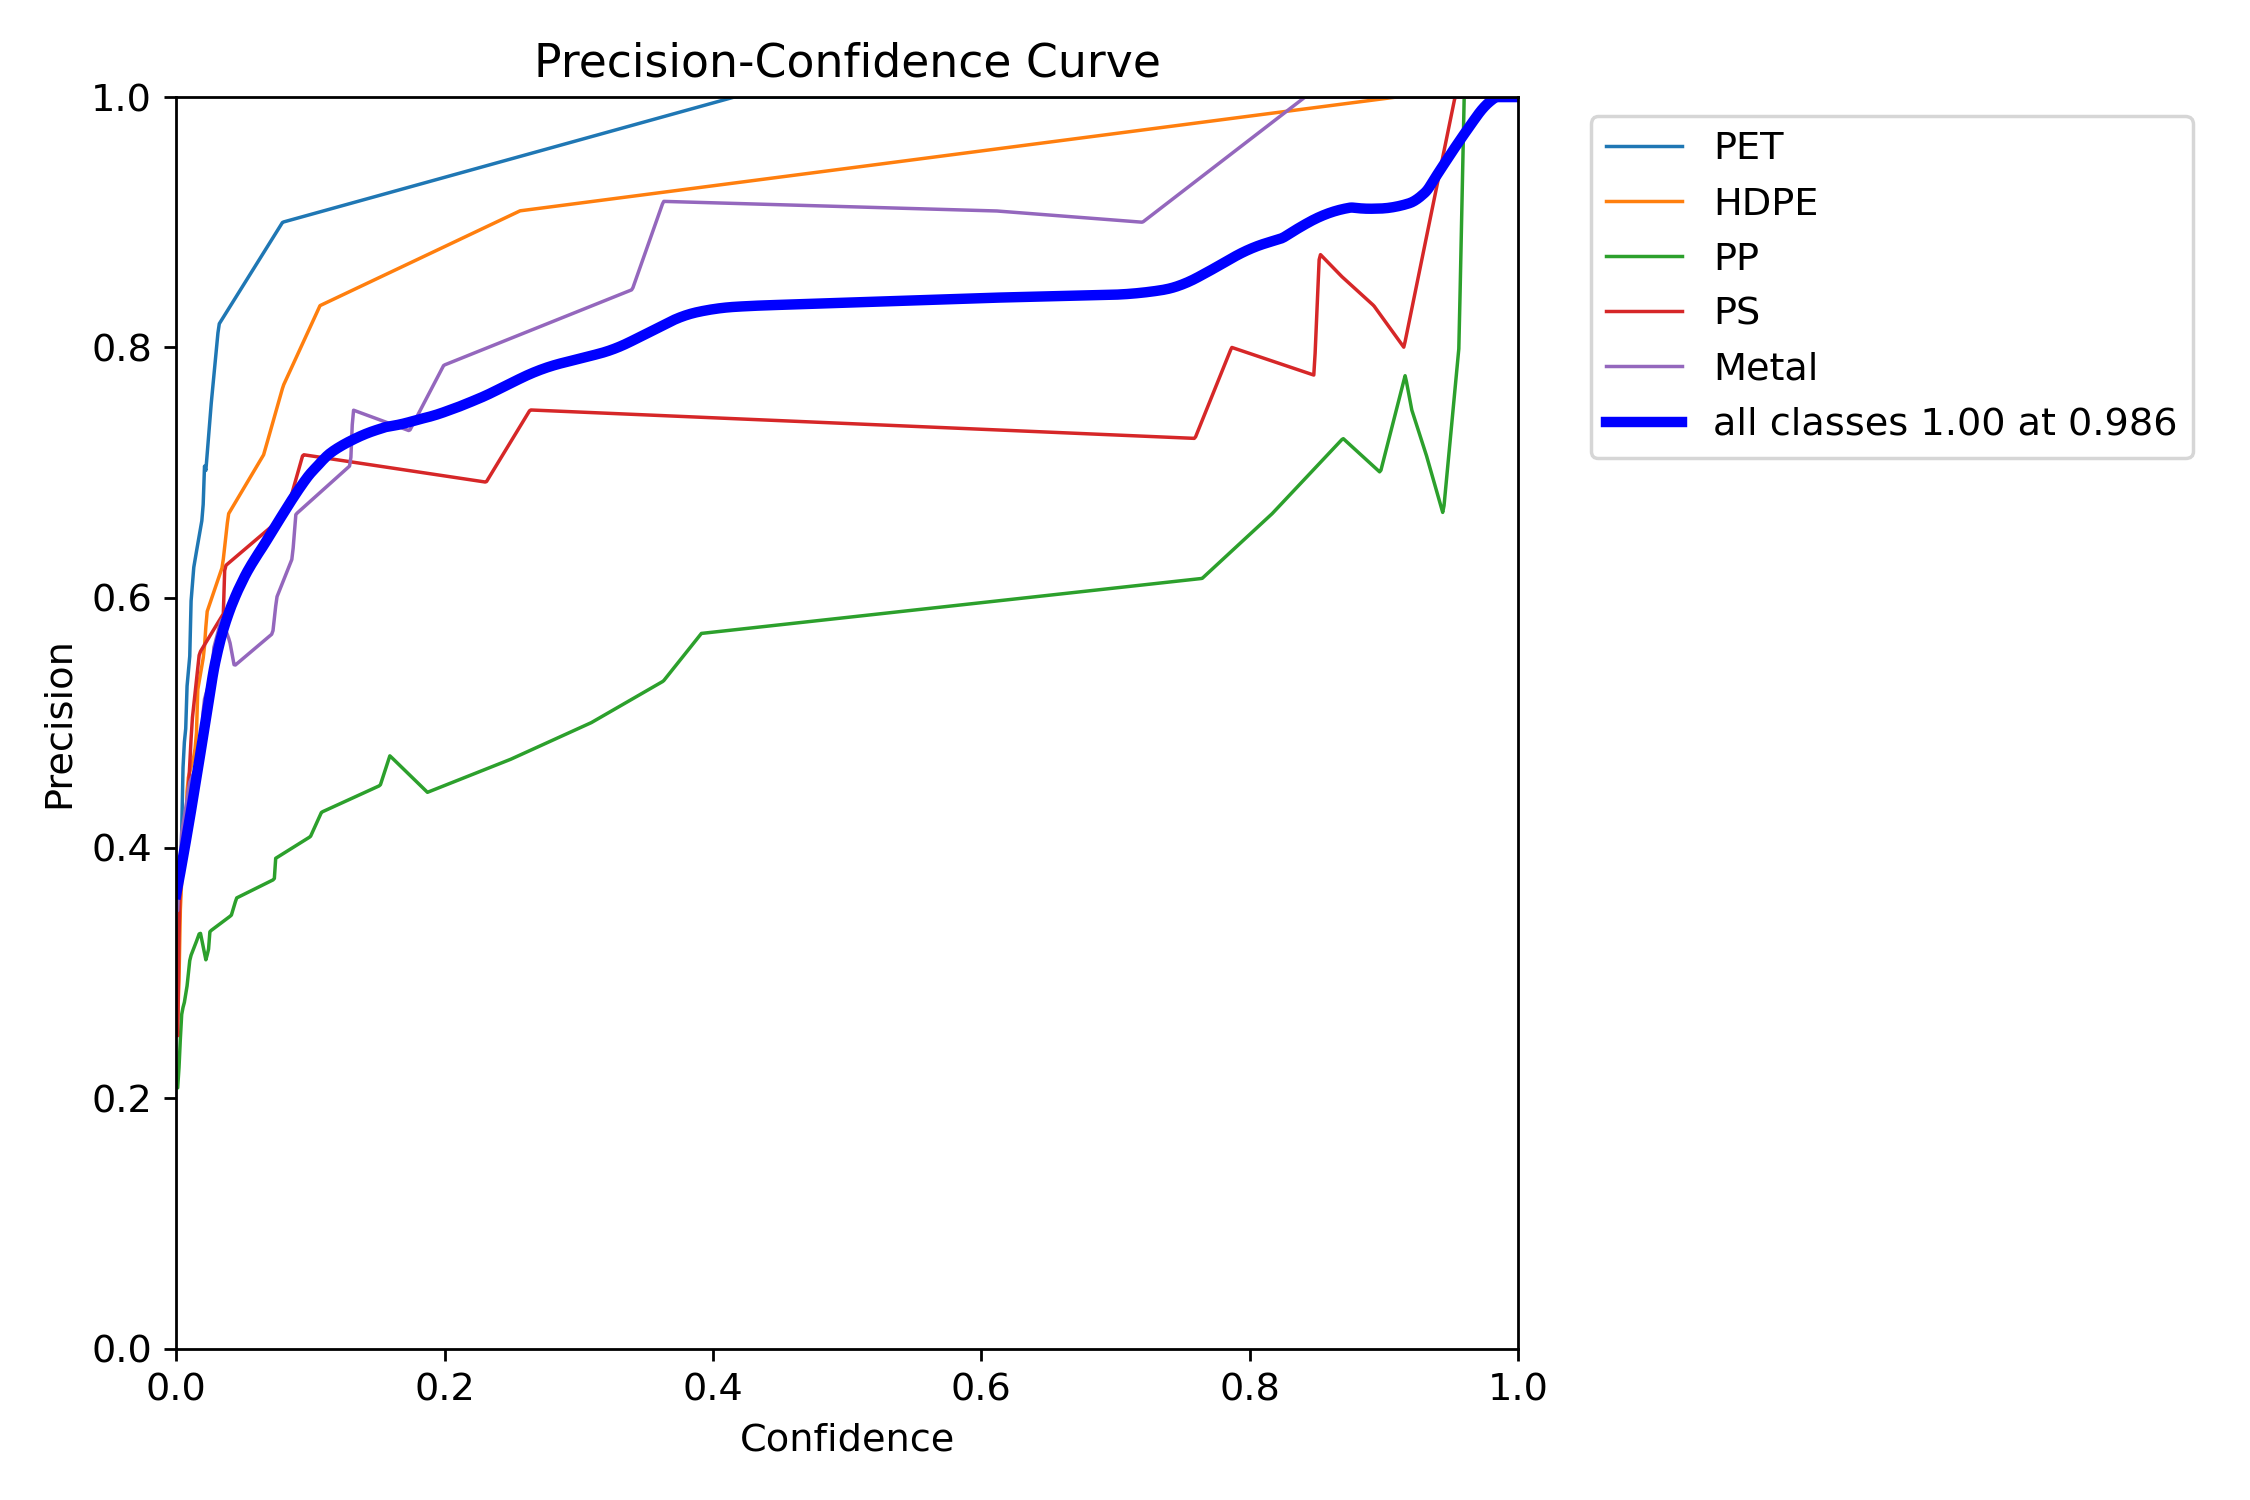 Precision-Confidence Curve
1.0
0.8
0.6
0.4
0.2
0.0
Precision
0.0 0.2 0.4 0.6 0.8 1.0
Confidence
PET
HDPE
PP
PS
Metal
all classes 1.00 at 0.986